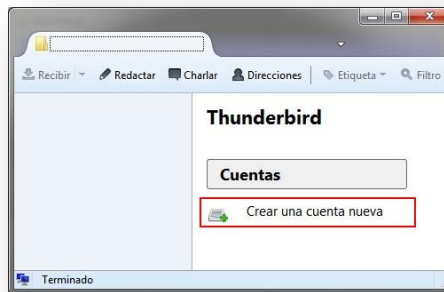 Recibir Redactar Charlar Direcciones Etiqueta Filtro
Thunderbird
Cuentas
Crear una cuenta nueva
Terminado